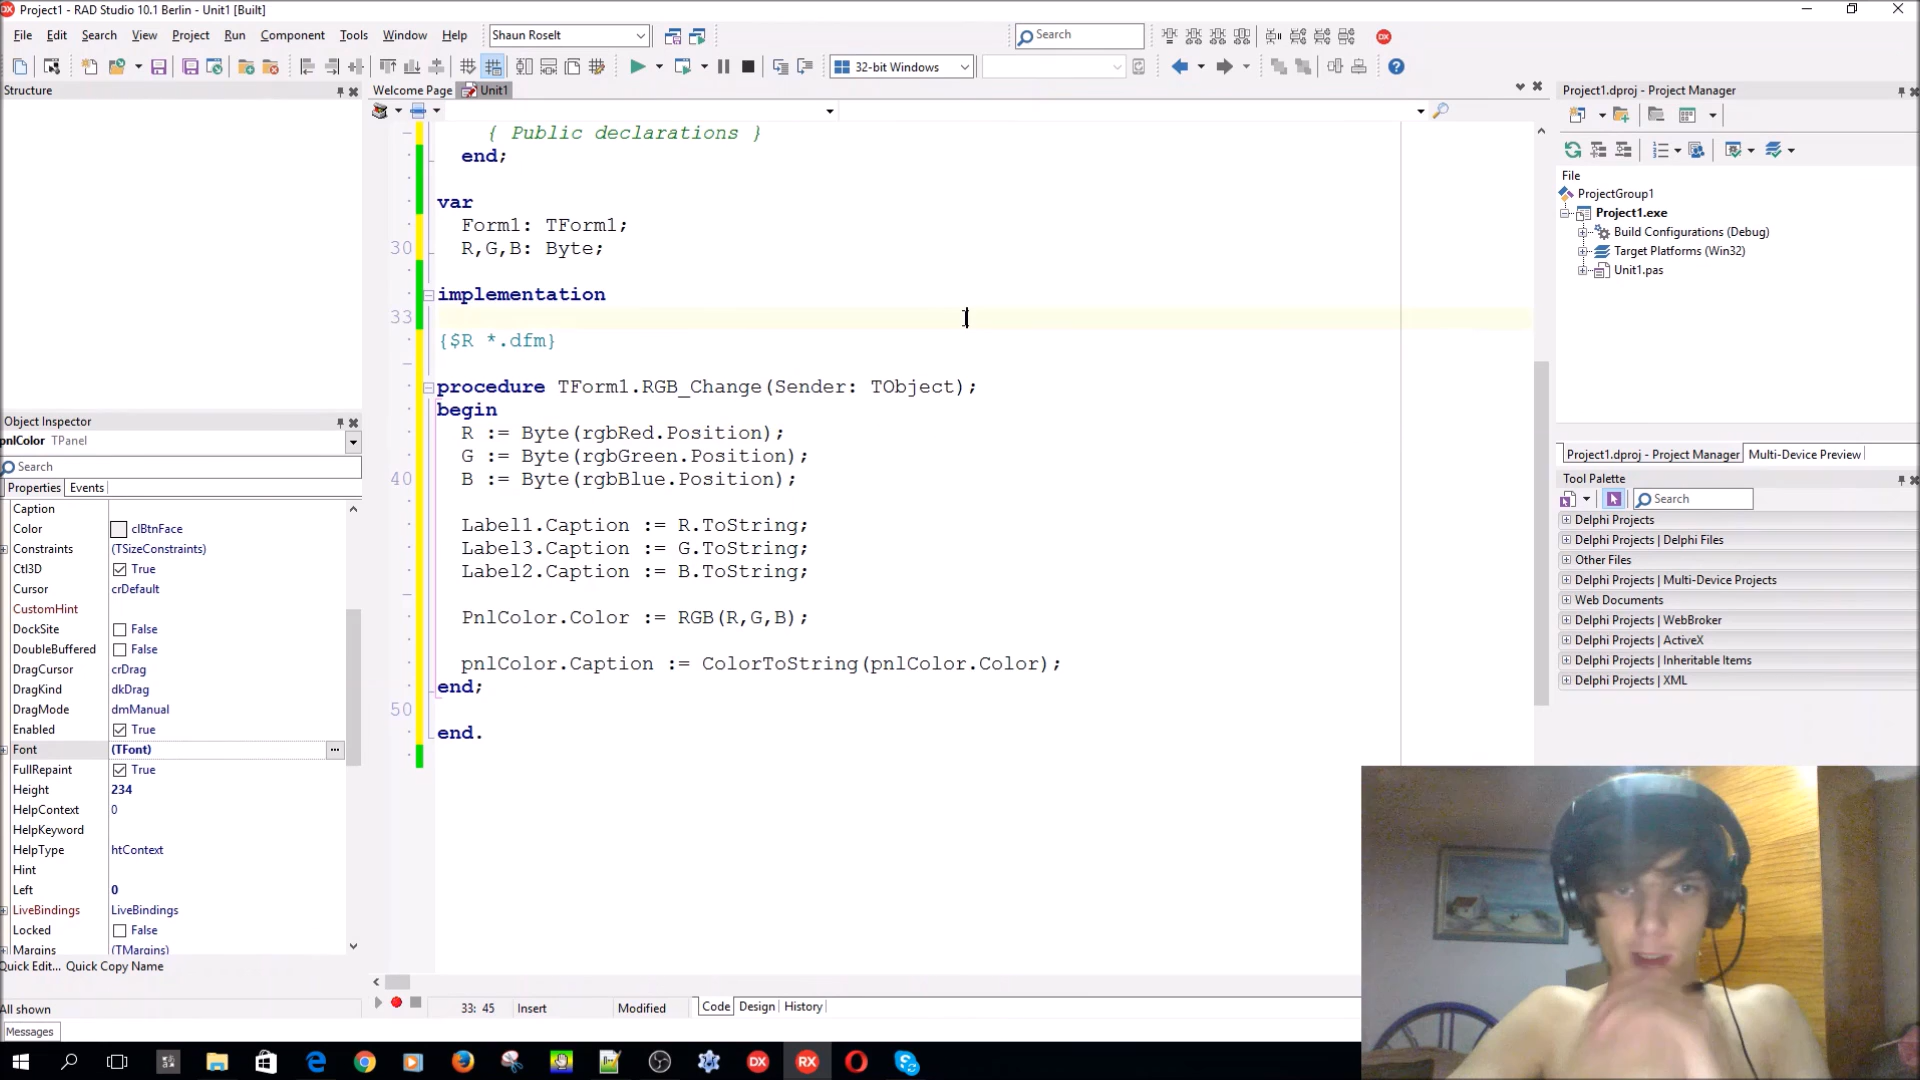 Project1 - RAD Studio 10.1 Berlin - Unit1 [Built]
File Edit Search View Project Run Component Tools Window Help Shaun Roselt Search
32-bit Windows
Structure
Welcome Page Unit1
{ Public declarations }
end;
var
Form1: TForm1;
30 R,G,B: Byte;
implementation
33
{$R *.dfm}
procedure TForm1.RGB_Change(Sender: TObject);
begin
R := Byte(rgbRed.Position);
G := Byte(rgbGreen.Position);
40 B := Byte(rgbBlue.Position);
Label1.Caption := R.ToString;
Label3.Caption := G.ToString;
Label2.Caption := B.ToString;
PnlColor.Color := RGB(R,G,B);
pnlColor.Caption := ColorToString(pnlColor.Color);
end;
50
end.
Object Inspector
pnlColor TPanel
Search
Properties Events
Caption
Color clBtnFace
Constraints (TSizeConstraints)
Ctl3D True
Cursor crDefault
CustomHint
DockSite False
DoubleBuffered False
DragCursor crDrag
DragKind dkDrag
DragMode dmManual
Enabled True
Font (TFont)
FullRepaint True
Height 234
HelpContext 0
HelpKeyword
HelpType htContext
Hint
Left 0
LiveBindings LiveBindings
Locked False
Margins (TMargins)
Quick Edit... Quick Copy Name
All shown
Messages
33: 45 Insert Modified Code Design History
Project1.dproj - Project Manager
File
ProjectGroup1
Project1.exe
Build Configurations (Debug)
Target Platforms (Win32)
Unit1.pas
Project1.dproj - Project Manager Multi-Device Preview
Tool Palette
Search
Delphi Projects
Delphi Projects | Delphi Files
Other Files
Delphi Projects | Multi-Device Projects
Web Documents
Delphi Projects | WebBroker
Delphi Projects | ActiveX
Delphi Projects | Inheritable Items
Delphi Projects | XML
DX RX